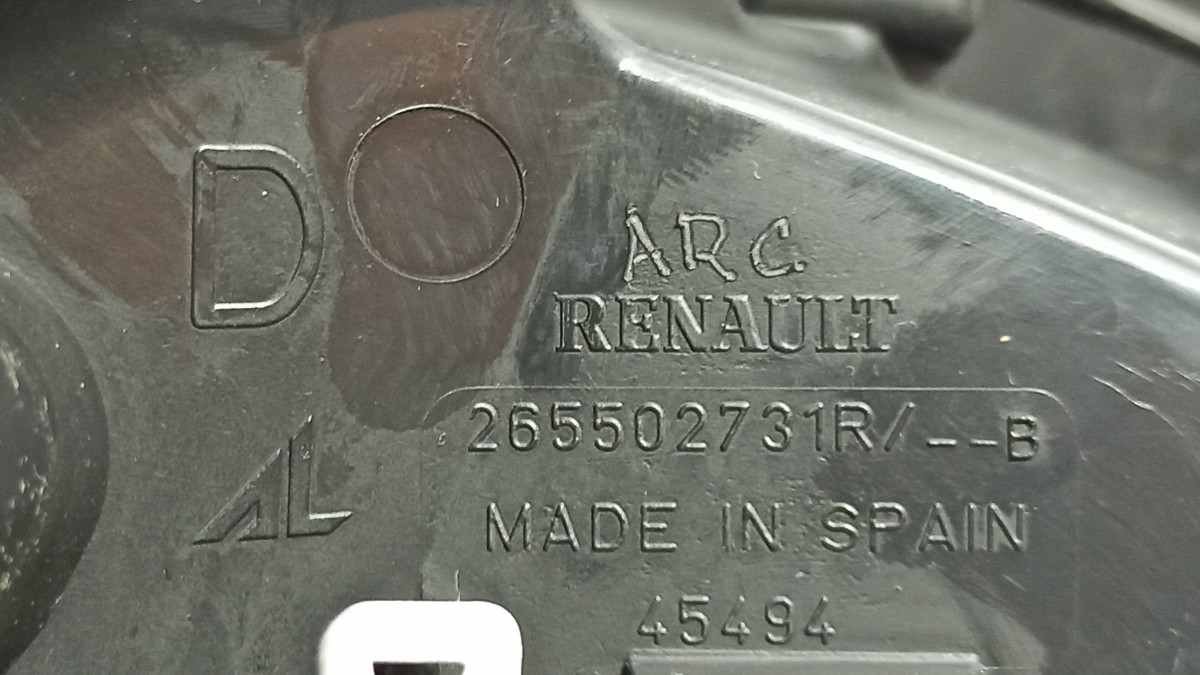 D
ARC
RENAULT
265502731R/--B
AL
MADE IN SPAIN
45494